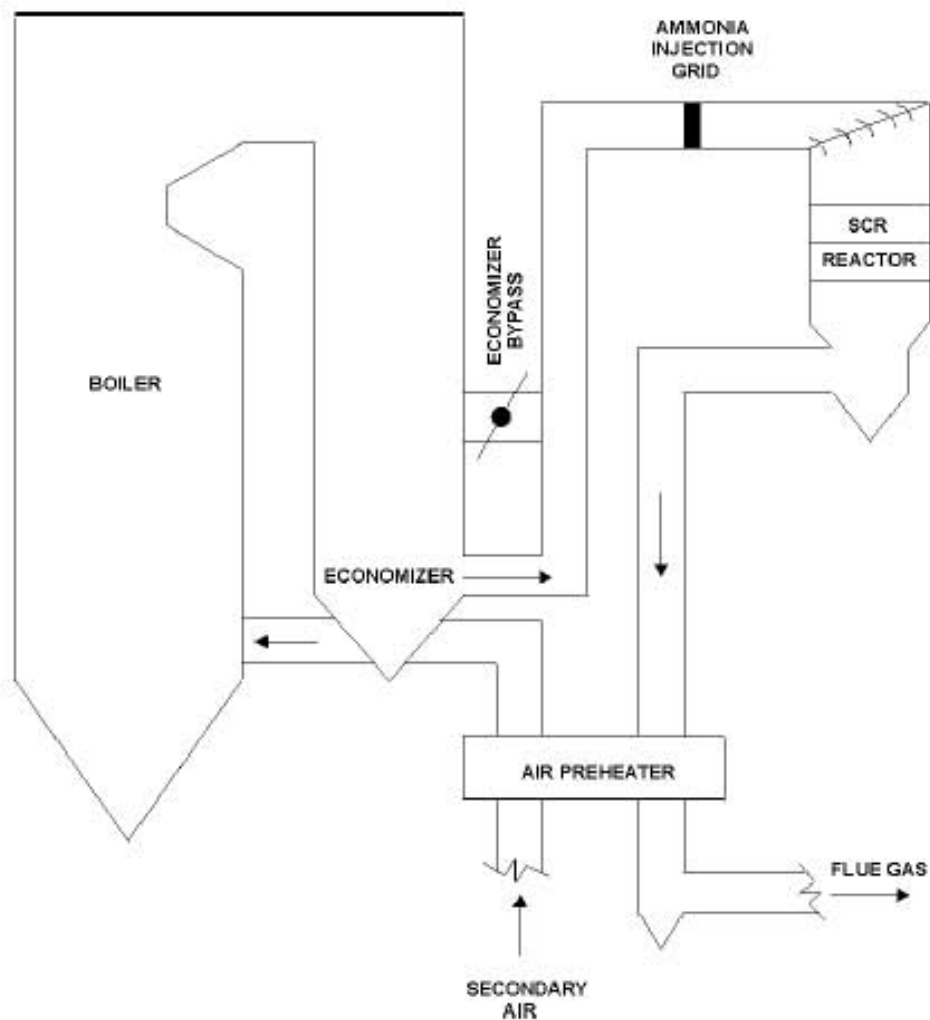 AMMONIA
INJECTION
GRID
ECONOMIZER
BYPASS
SCR
REACTOR
BOILER
ECONOMIZER
AIR PREHEATER
FLUE GAS
SECONDARY
AIR